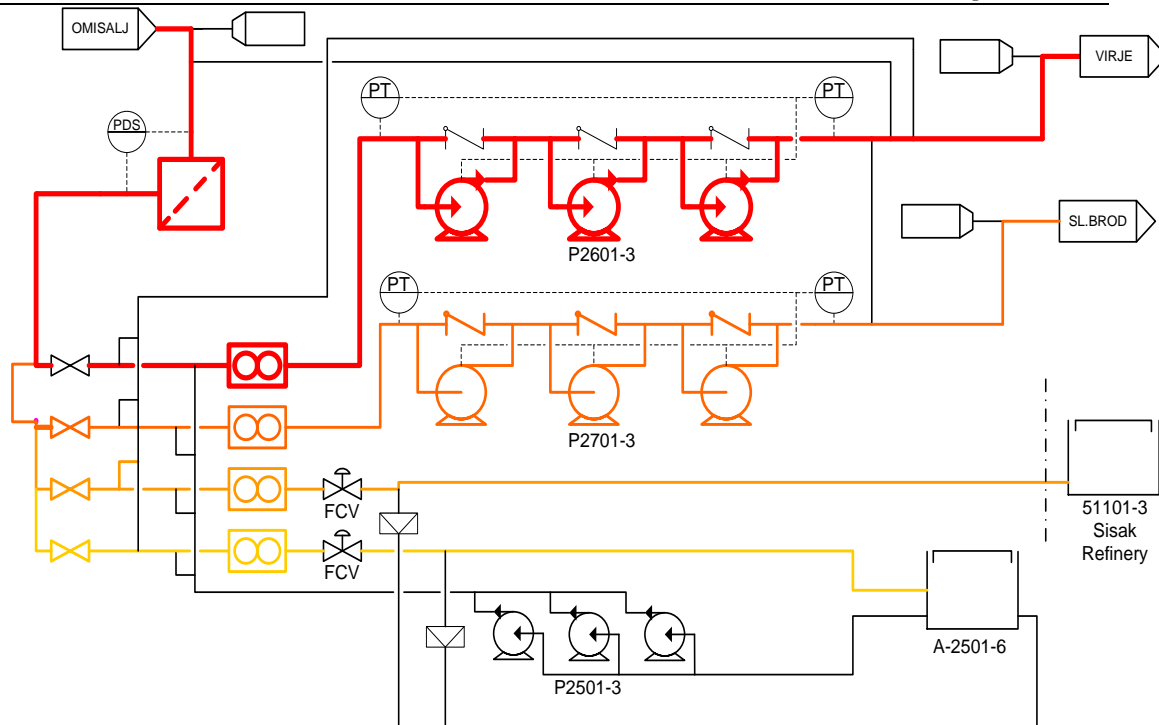 OMISALJ
VIRJE
PT
PT
PDS
P2601-3
SL.BROD
PT
PT
P2701-3
FCV
51101-3
Sisak
Refinery
FCV
A-2501-6
P2501-3